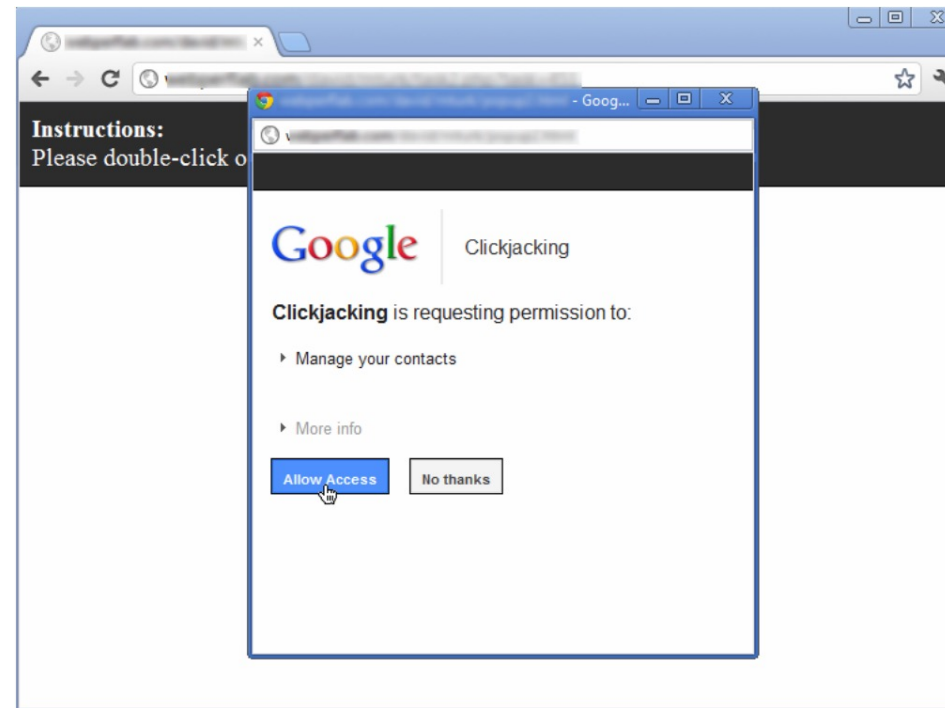 - Goog...
Instructions:
Please double-click o
Google
Clickjacking
Clickjacking is requesting permission to:
Manage your contacts
More info
Allow Access
No thanks